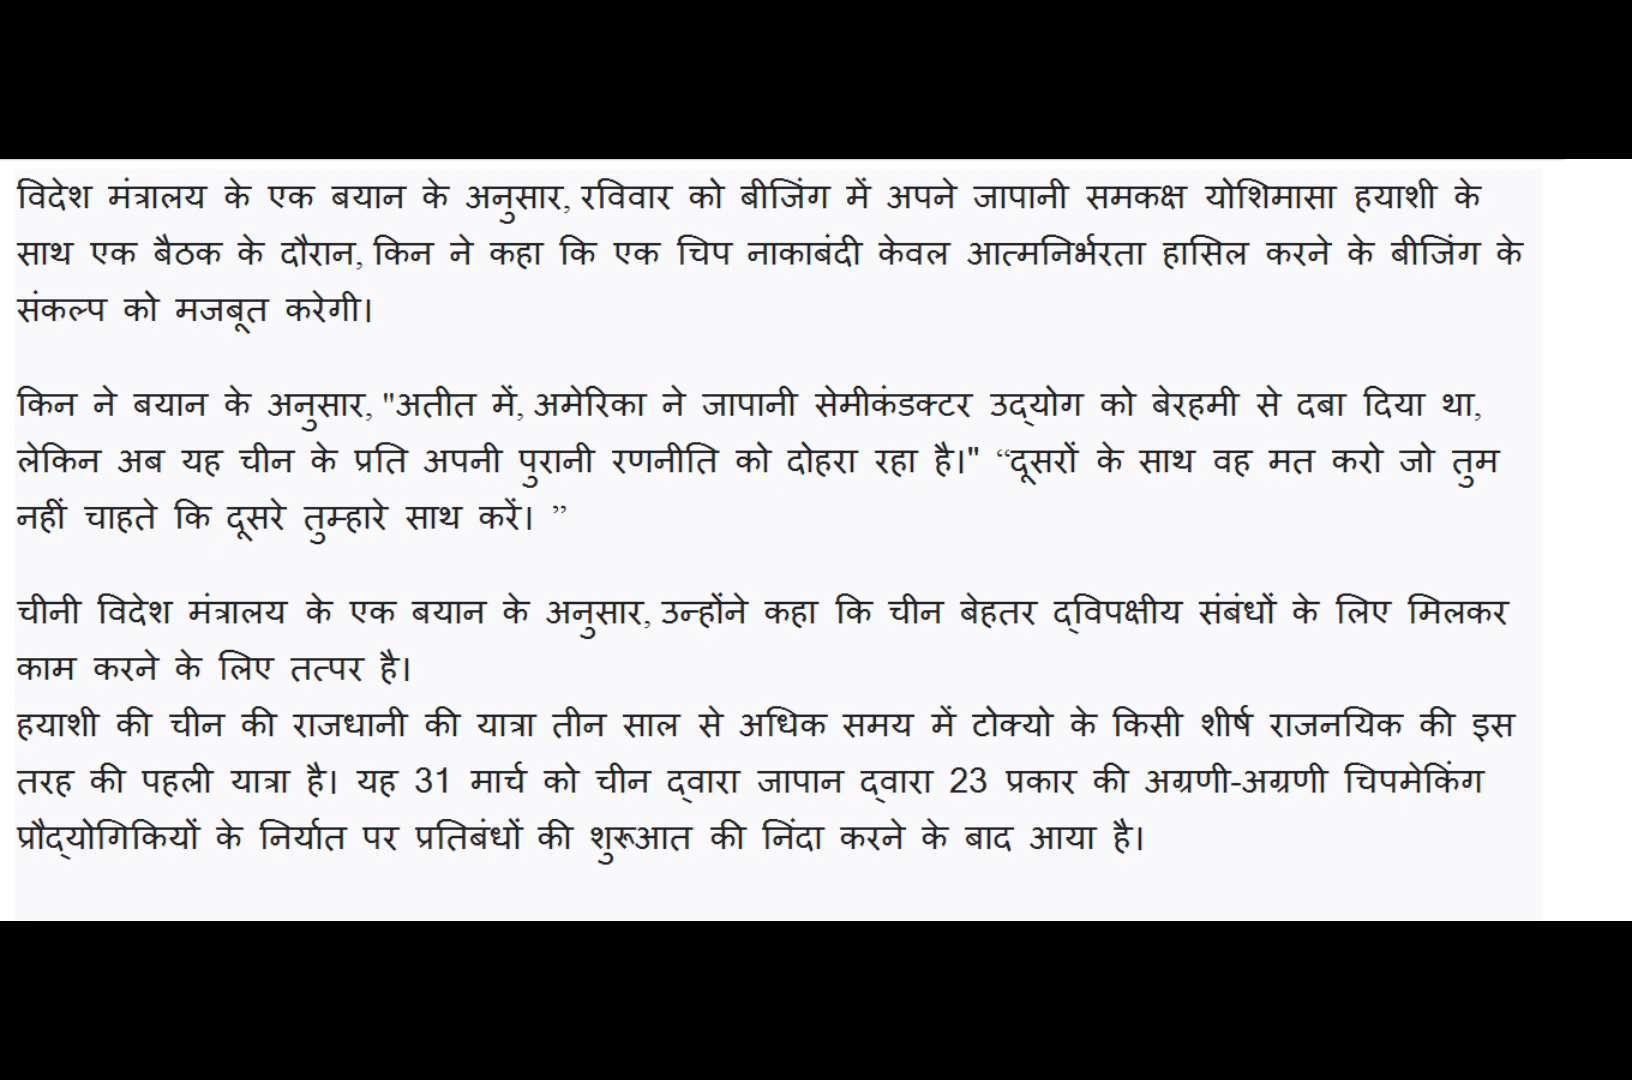 विदेश मंत्रालय के एक बयान के अनुसार, रविवार को बीजिंग में अपने जापानी समकक्ष योशिमासा हयाशी के
साथ एक बैठक के दौरान, किन ने कहा कि एक चिप नाकाबंदी केवल आत्मनिर्भरता हासिल करने के बीजिंग के
संकल्प को मजबूत करेगी।
किन ने बयान के अनुसार, "अतीत में, अमेरिका ने जापानी सेमीकंडक्टर उद्योग को बेरहमी से दबा दिया था,
लेकिन अब यह चीन के प्रति अपनी पुरानी रणनीति को दोहरा रहा है।" “दूसरों के साथ वह मत करो जो तुम
नहीं चाहते कि दूसरे तुम्हारे साथ करें। ”
चीनी विदेश मंत्रालय के एक बयान के अनुसार, उन्होंने कहा कि चीन बेहतर द्विपक्षीय संबंधों के लिए मिलकर
काम करने के लिए तत्पर है।
हयाशी की चीन की राजधानी की यात्रा तीन साल से अधिक समय में टोक्यो के किसी शीर्ष राजनयिक की इस
तरह की पहली यात्रा है। यह 31 मार्च को चीन द्वारा जापान द्वारा 23 प्रकार की अग्रणी-अग्रणी चिपमेकिंग
प्रौद्योगिकियों के निर्यात पर प्रतिबंधों की शुरूआत की निंदा करने के बाद आया है।